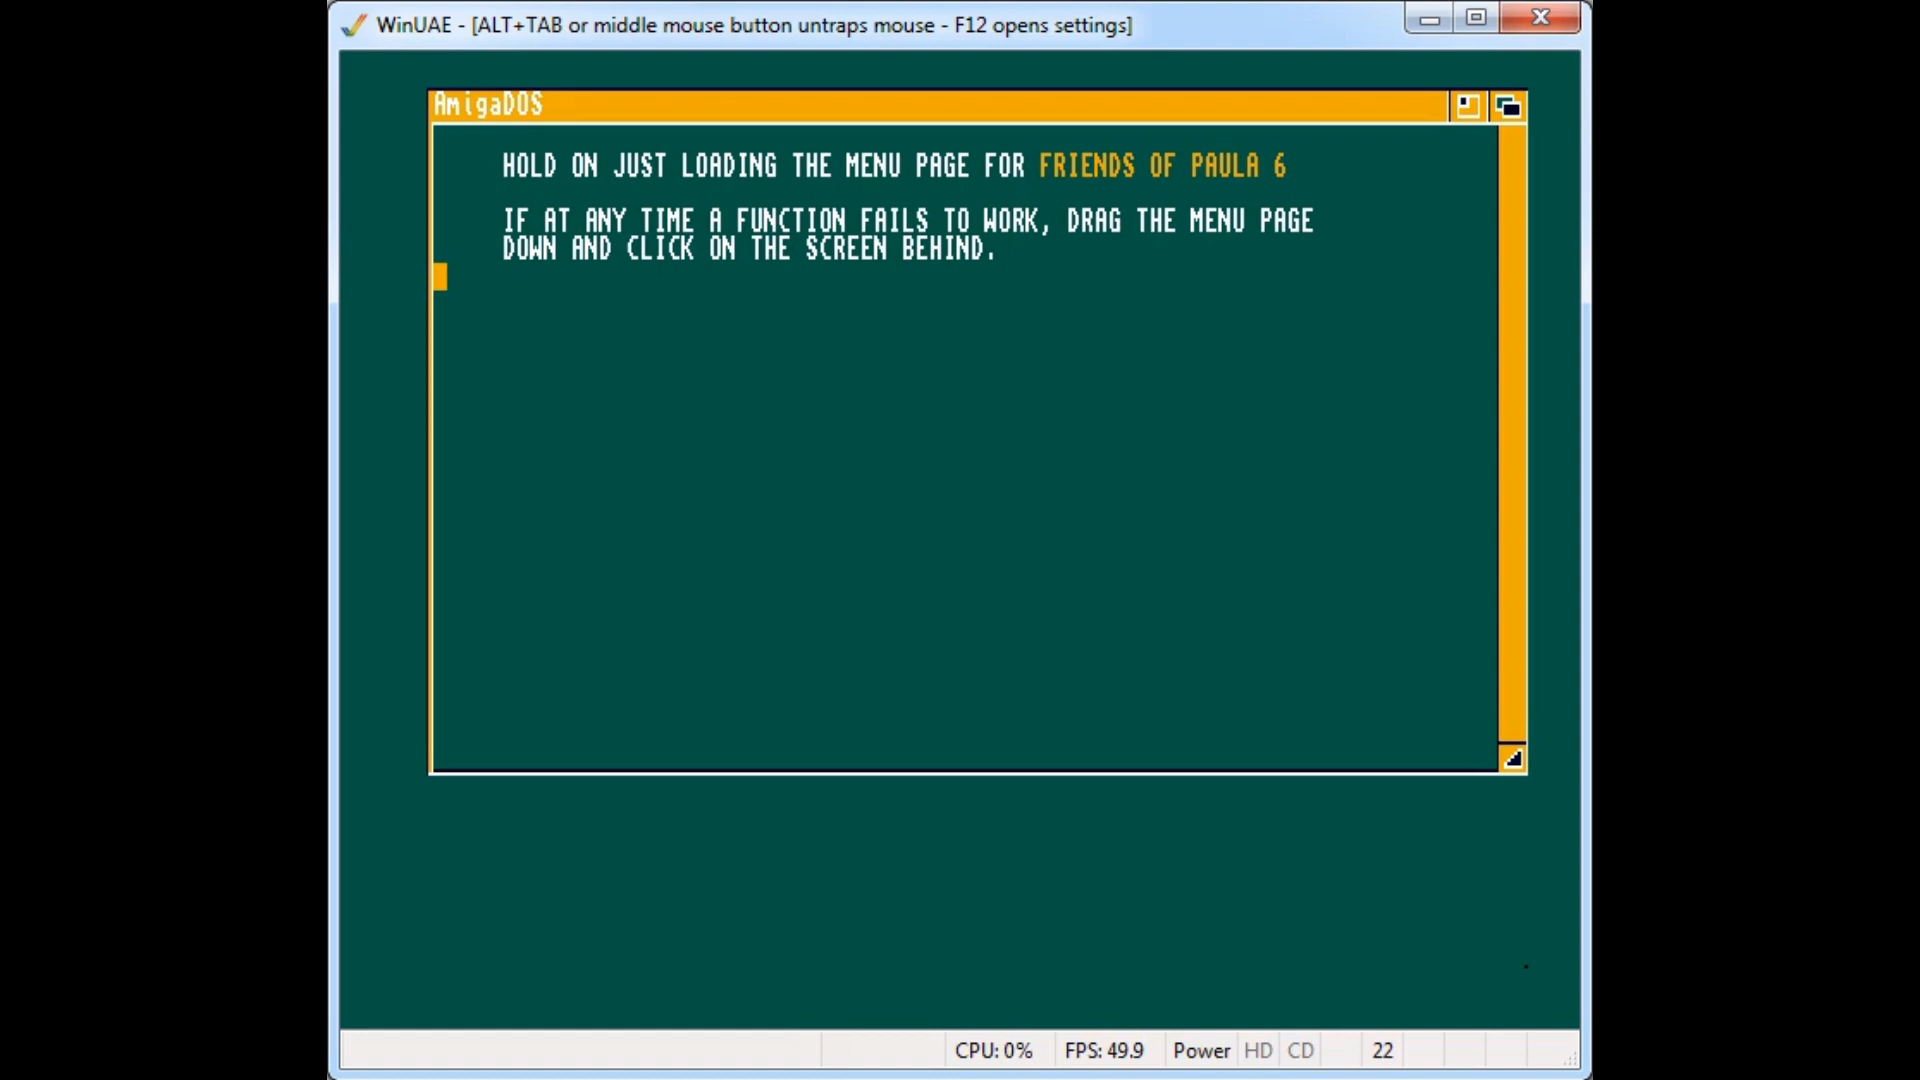 WinUAE - [ALT+TAB or middle mouse button untraps mouse - F12 opens settings]
AmigaDOS
HOLD ON JUST LOADING THE MENU PAGE FOR FRIENDS OF PAULA 6
IF AT ANY TIME A FUNCTION FAILS TO WORK, DRAG THE MENU PAGE
DOWN AND CLICK ON THE SCREEN BEHIND.
CPU: 0% FPS: 49.9 Power HD CD 22